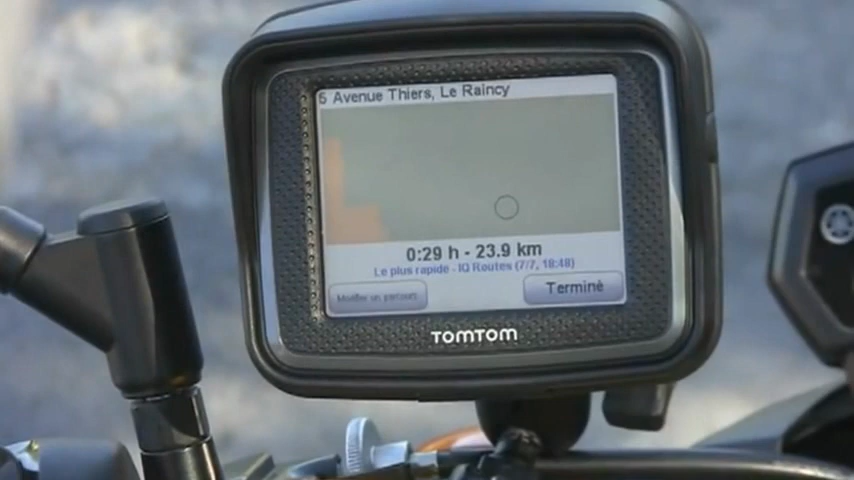 5 Avenue Thiers, Le Raincy
0:29 h - 23.9 km
Le plus rapide - IQ Routes (7/7, 18:48)
Modifier un parcours
Terminé
TOMTOM